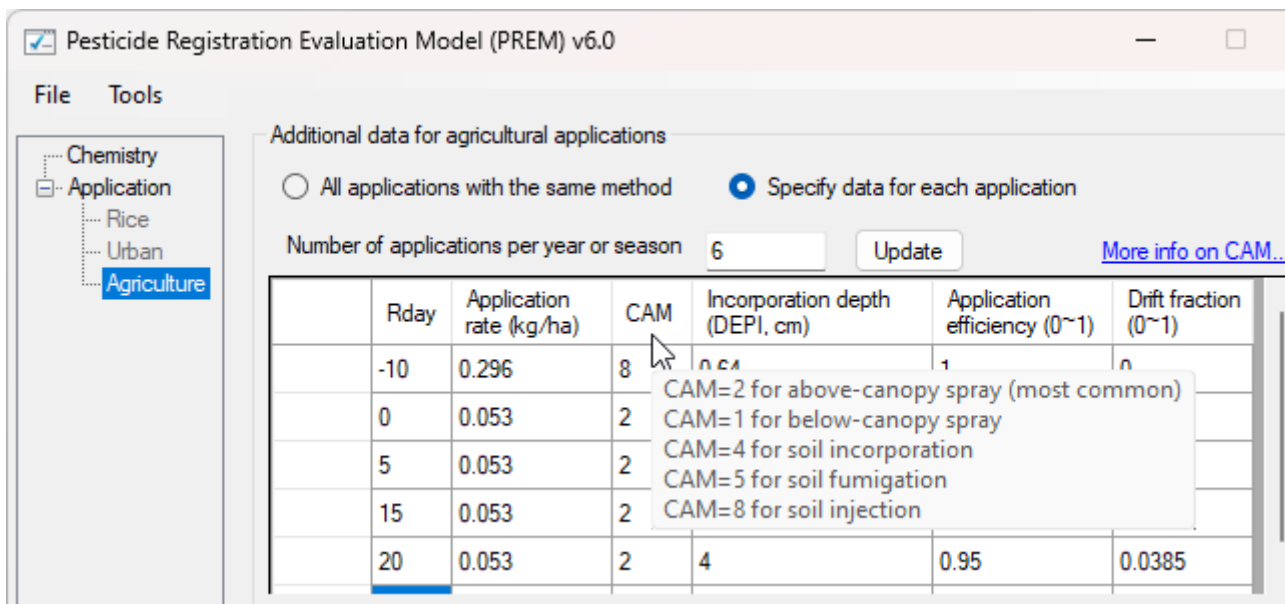 Pesticide Registration Evaluation Model (PREM) v6.0
File Tools
Chemistry
Application
Rice
Urban
Agriculture
Additional data for agricultural applications
All applications with the same method Specify data for each application
Number of applications per year or season 6 Update More info on CAM...
Rday Application rate (kg/ha) CAM Incorporation depth (DEPI, cm) Application efficiency (0~1) Drift fraction (0~1)
-10 0.296 8 0.64 1 0
0 0.053 2
5 0.053 2
15 0.053 2
20 0.053 2 4 0.95 0.0385
CAM=2 for above-canopy spray (most common)
CAM=1 for below-canopy spray
CAM=4 for soil incorporation
CAM=5 for soil fumigation
CAM=8 for soil injection